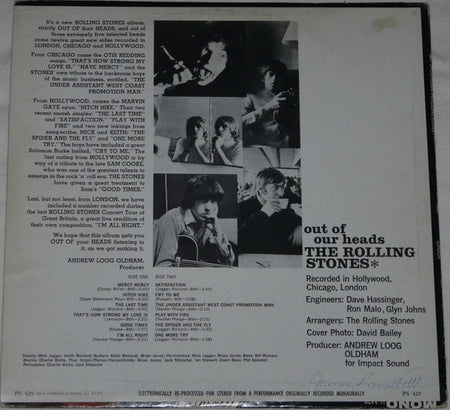 It's a new ROLLING STONES album,
strictly OUT OF their HEADS, and out of
those extremely live talented heads
come twelve great new sides recorded in
LONDON, CHICAGO and HOLLYWOOD.
From CHICAGO come the OTIS REDDING
songs, "THAT'S HOW STRONG MY
LOVE IS," "HAVE MERCY" and the
STONES' own tribute to the backroom boys
of the music business, entitled, "THE
UNDER ASSISTANT WEST COAST
PROMOTION MAN."
From HOLLYWOOD, comes the MARVIN
GAYE opus, "HITCH HIKE." Their two
recent smash singles: "THE LAST TIME"
and "SATISFACTION." "PLAY WITH
FIRE" and two new takings from
song-scribe, MICK and KEITH: "THE
SPIDER AND THE FLY" and "ONE MORE
TRY." The boys have included a great
Solomon Burke ballad, "CRY TO ME." The
last outing from HOLLYWOOD is by
way of a tribute to the late SAM COOKE,
who was one of the greatest talents to
emerge in the rock 'n' roll era. THE STONES
have given a great treatment to
Sam's "GOOD TIMES."
Last, but not least, from LONDON, we have
included a number recorded during
the last ROLLING STONES Concert Tour of
Great Britain, a great live rendition of
their own composition, "I'M ALL RIGHT."
We hope that this album gets you
OUT OF your HEADS listening to
it, as we got making it.
ANDREW LOOG OLDHAM,
Producer
SIDE ONE
MERCY MERCY
HITCH HIKE
THE LAST TIME
THAT'S HOW STRONG MY LOVE IS
GOOD TIMES
I'M ALL RIGHT
SIDE TWO
SATISFACTION
CRY TO ME
THE UNDER ASSISTANT WEST COAST PROMOTION MAN
PLAY WITH FIRE
THE SPIDER AND THE FLY
ONE MORE TRY
out of
our heads
THE ROLLING
STONES*
Recorded in Hollywood,
Chicago, London
Engineers: Dave Hassinger,
Ron Malo, Glyn Johns
Arrangers: The Rolling Stones
Cover Photo: David Bailey
Producer: ANDREW LOOG
OLDHAM
for Impact Sound
PS 429 (also available in Mono, LL 3429)
ELECTRONICALLY RE-PROCESSED FOR STEREO FROM A PERFORMANCE ORIGINALLY RECORDED MONAURALLY
PS 429
MONO